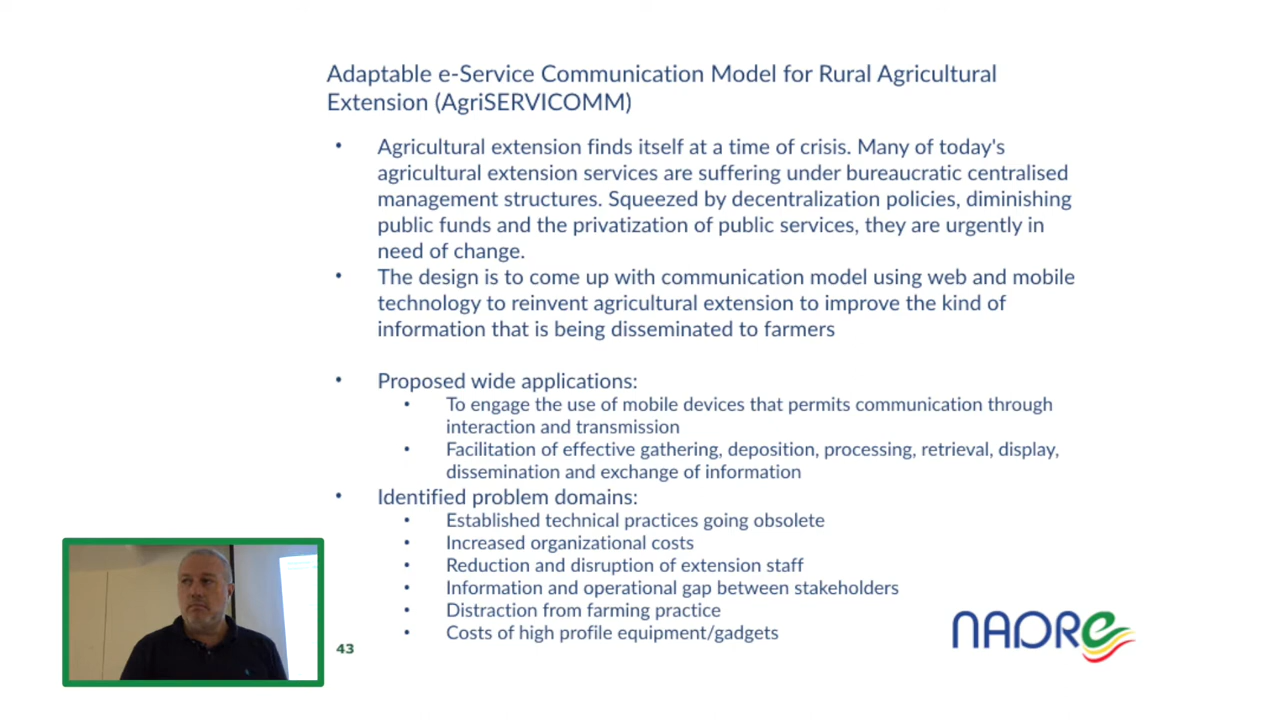 Adaptable e-Service Communication Model for Rural Agricultural
Extension (AgriSERVICOMM)
• Agricultural extension finds itself at a time of crisis. Many of today's
agricultural extension services are suffering under bureaucratic centralised
management structures. Squeezed by decentralization policies, diminishing
public funds and the privatization of public services, they are urgently in
need of change.
• The design is to come up with communication model using web and mobile
technology to reinvent agricultural extension to improve the kind of
information that is being disseminated to farmers
• Proposed wide applications:
• To engage the use of mobile devices that permits communication through
interaction and transmission
• Facilitation of effective gathering, deposition, processing, retrieval, display,
dissemination and exchange of information
• Identified problem domains:
• Established technical practices going obsolete
• Increased organizational costs
• Reduction and disruption of extension staff
• Information and operational gap between stakeholders
• Distraction from farming practice
• Costs of high profile equipment/gadgets
43
NADRe